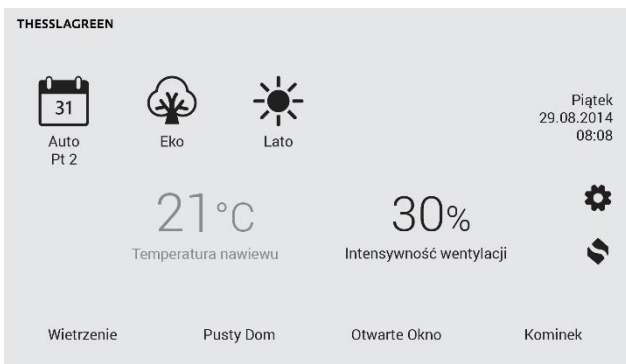 THESSLAGREEN
31
Auto
Pt 2
Eko
Lato
Piątek
29.08.2014
08:08
21°C
Temperatura nawiewu
30%
Intensywność wentylacji
Wietrzenie
Pusty Dom
Otwarte Okno
Kominek